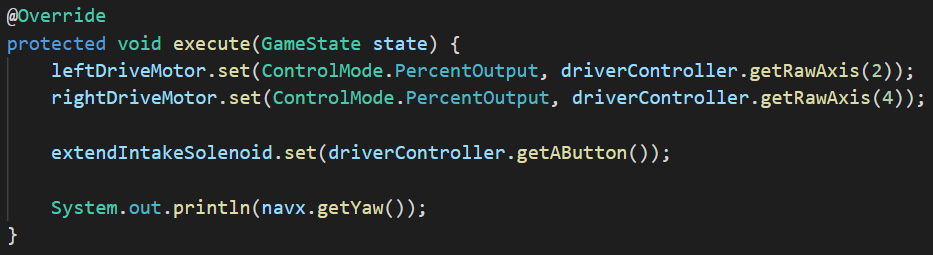 @Override
protected void execute(GameState state) {
    leftDriveMotor.set(ControlMode.PercentOutput, driverController.getRawAxis(2));
    rightDriveMotor.set(ControlMode.PercentOutput, driverController.getRawAxis(4));

    extendIntakeSolenoid.set(driverController.getAButton());

    System.out.println(navx.getYaw());
}